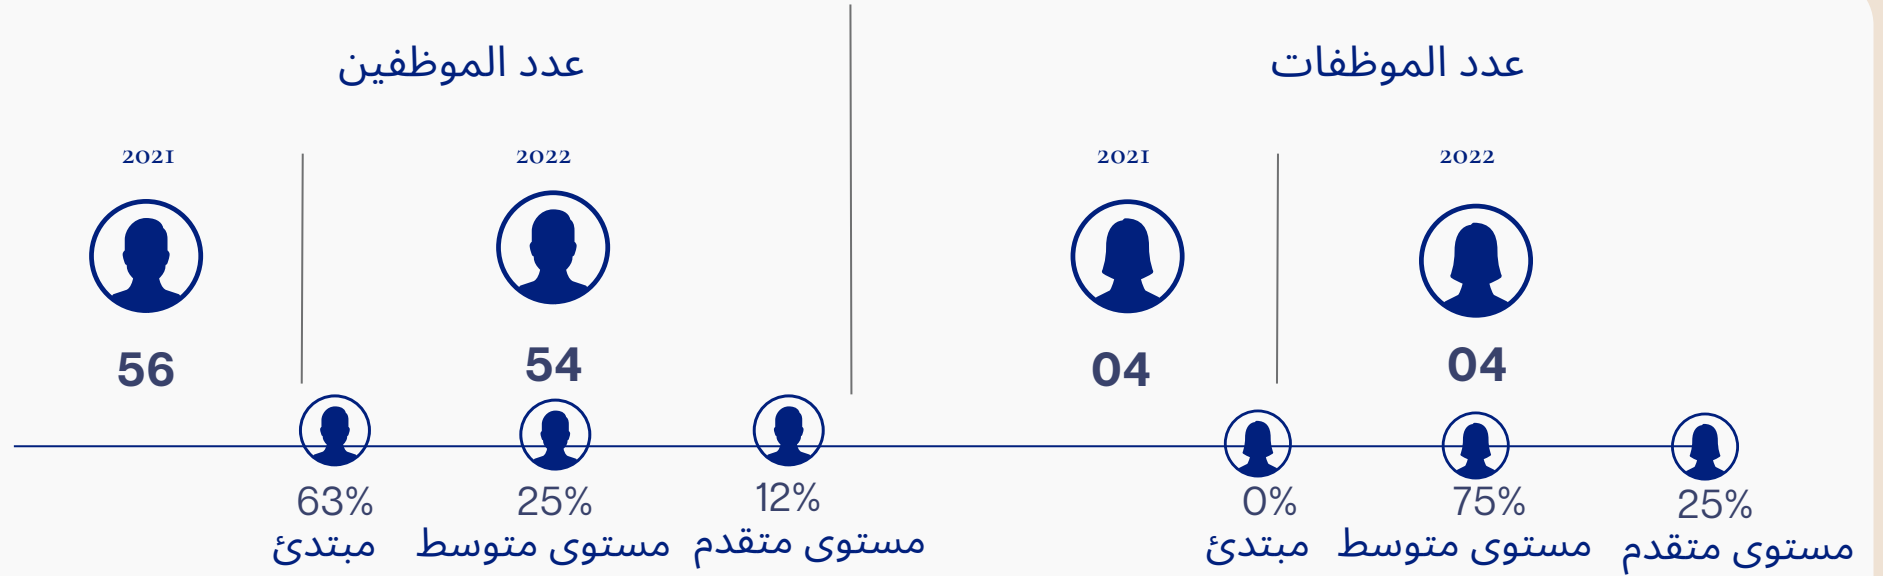 عدد الموظفات
2021
2022
04
04
0%
75%
25%
مبتدئ
مستوى متوسط
مستوى متقدم
عدد الموظفين
2021
2022
56
54
63%
25%
12%
مبتدئ
مستوى متوسط
مستوى متقدم